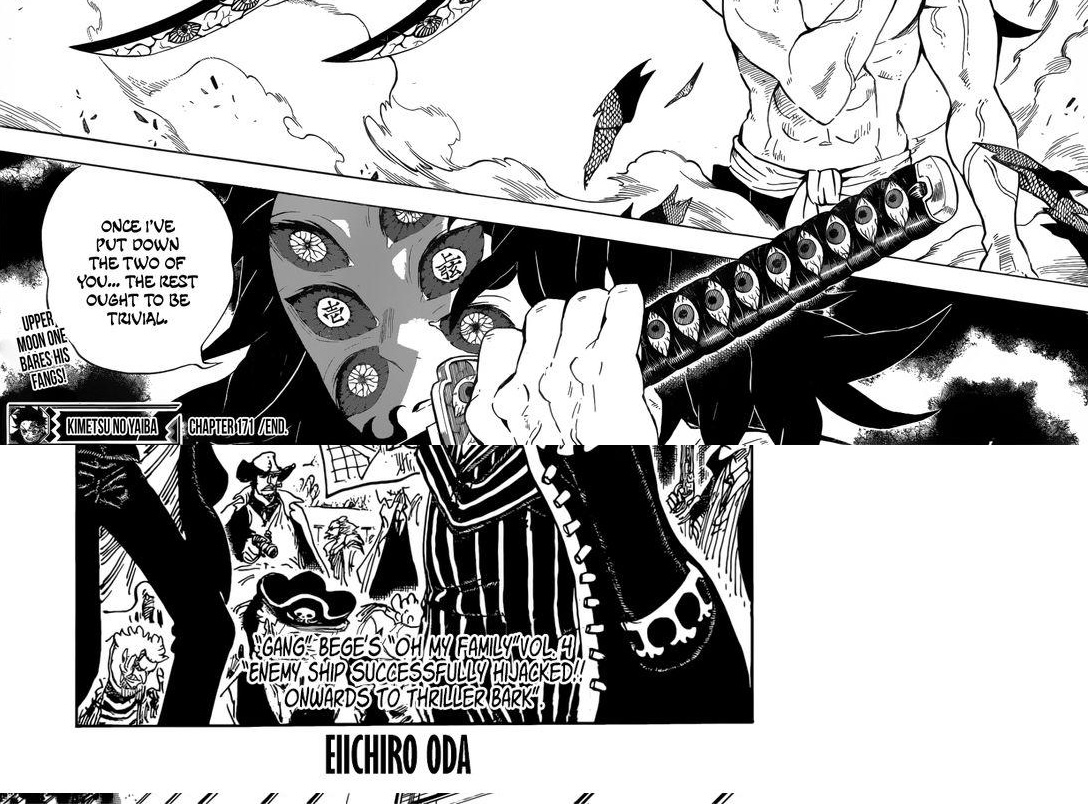 ONCE I'VE
PUT DOWN
THE TWO OF
YOU... THE REST
OUGHT TO BE
TRIVIAL.
上弦
壱
UPPER
MOON ONE
BARES HIS
FANGS!
KIMETSU NO YAIBA
CHAPTER 171 /END.
"GANG" BEGE'S "OH MY FAMILY" VOL. 4
"ENEMY SHIP SUCCESSFULLY HIJACKED!!
ONWARDS TO THRILLER BARK".
EIICHIRO ODA